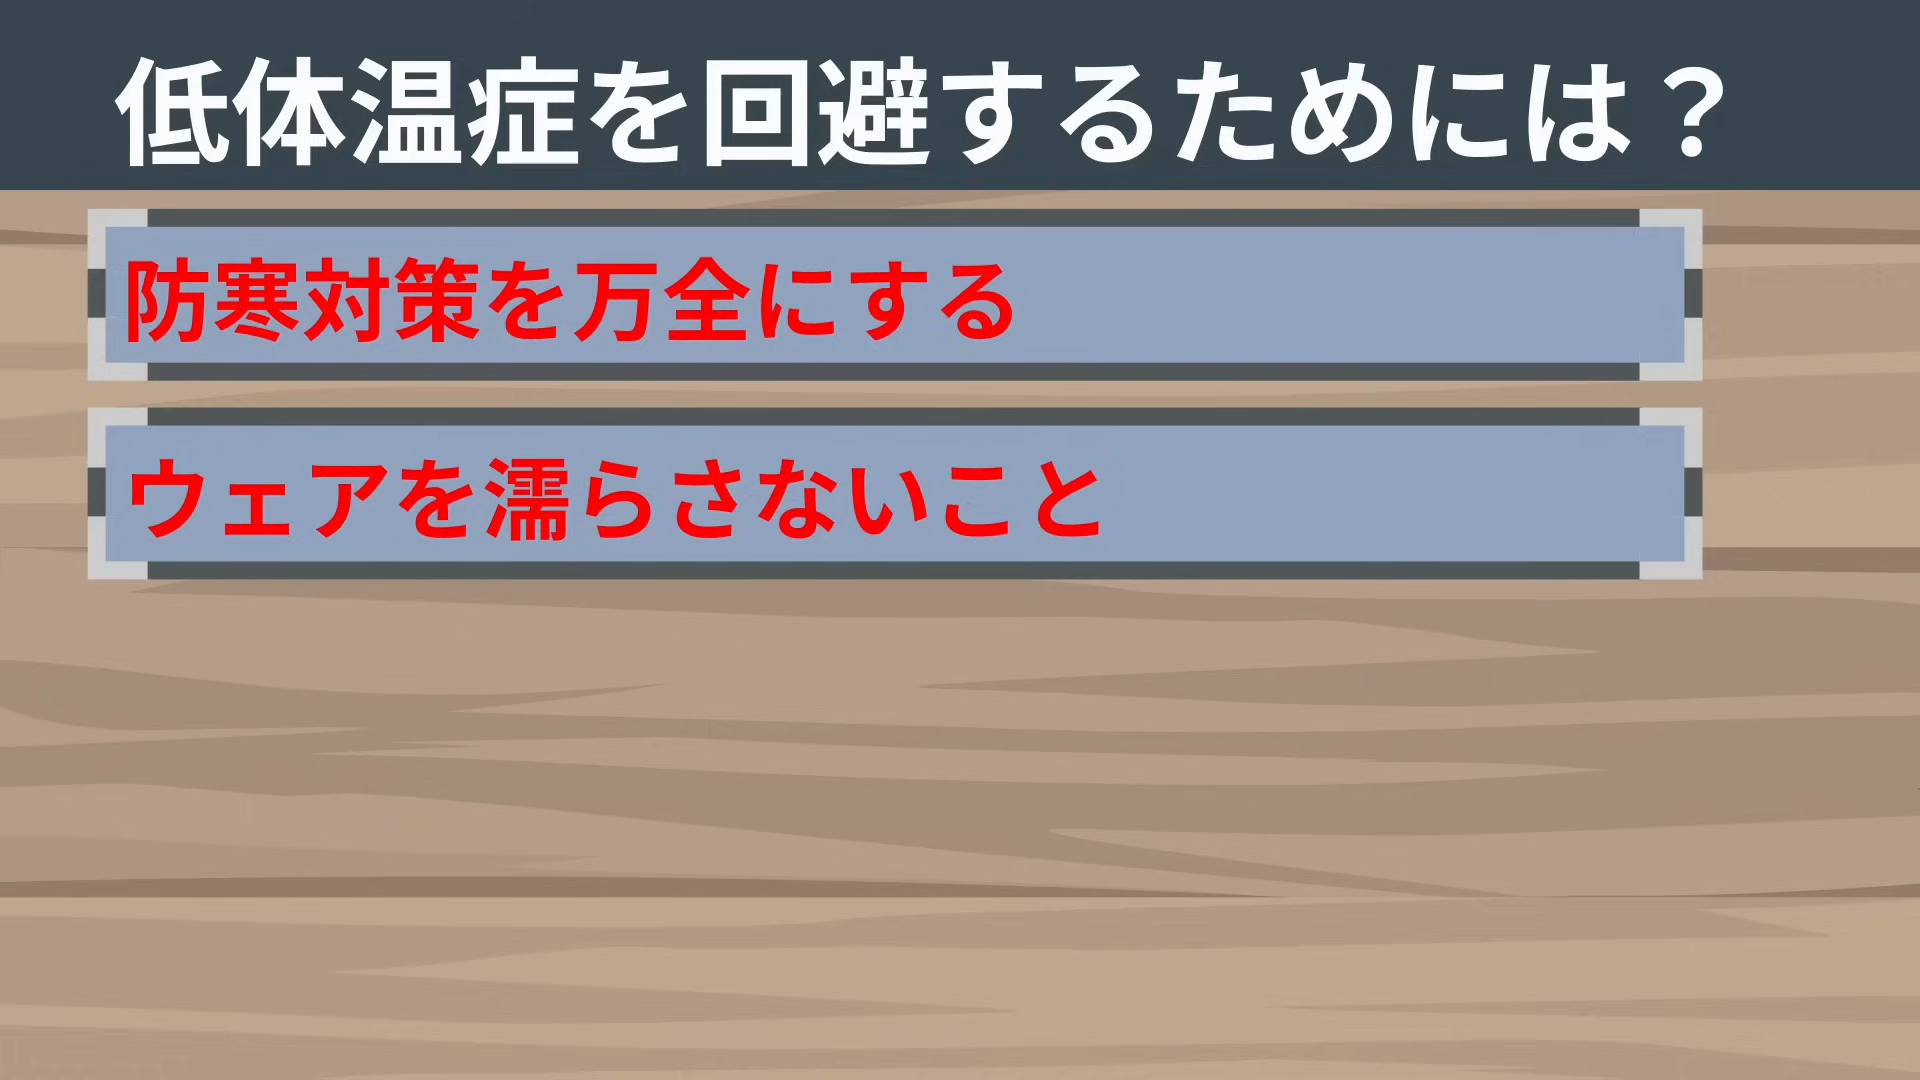 低体温症を回避するためには？
防寒対策を万全にする
ウェアを濡らさないこと